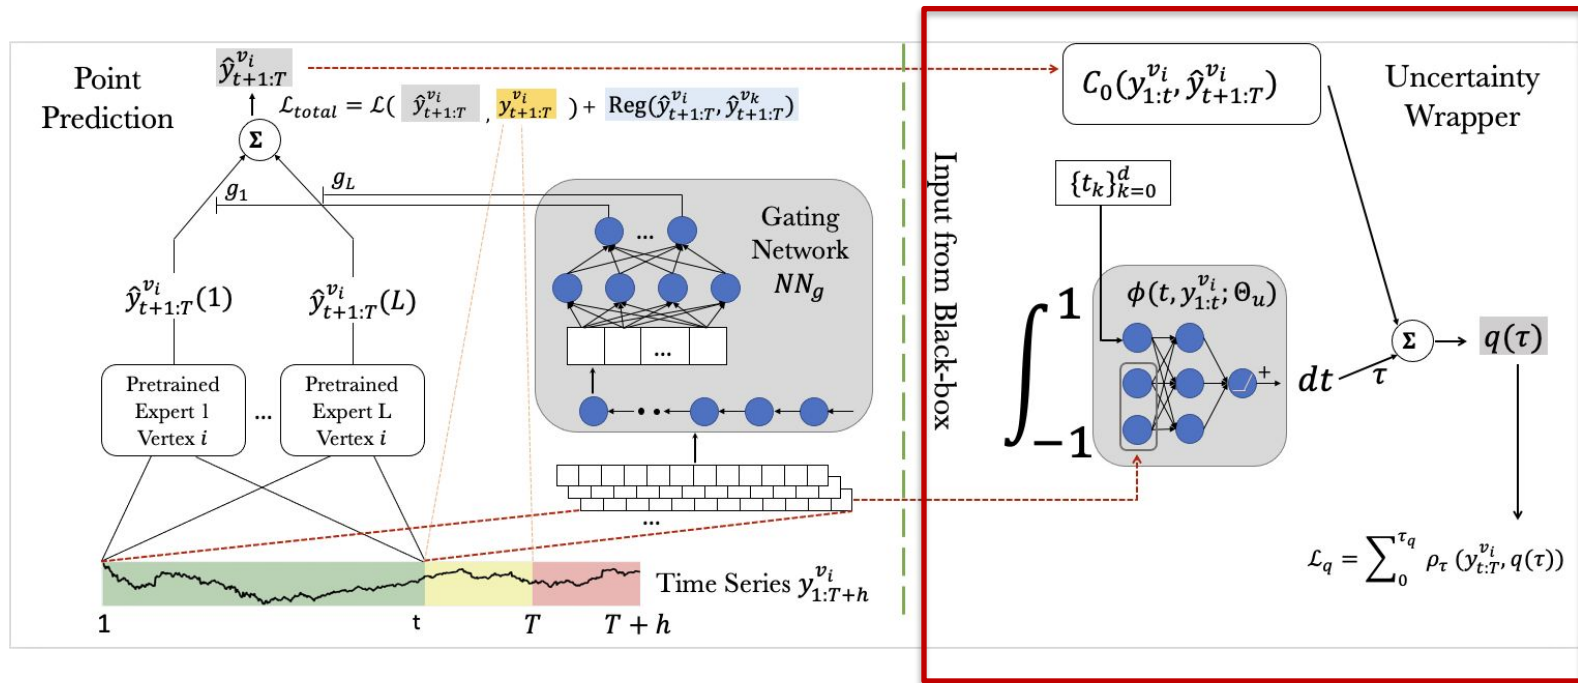 Point
Prediction
ŷ^{v_i}_{t+1:T}
ℒ_{total} = ℒ( ŷ^{v_i}_{t+1:T} , y^{v_i}_{t+1:T} ) + Reg(ŷ^{v_i}_{t+1:T}, ŷ^{v_k}_{t+1:T})
Σ
g_1
g_L
ŷ^{v_i}_{t+1:T}(1)
ŷ^{v_i}_{t+1:T}(L)
Pretrained
Expert 1
Vertex i
...
Pretrained
Expert L
Vertex i
...
Gating
Network
NN_g
...
...
Time Series y^{v_i}_{1:T+h}
1
t
T
T + h
Input from Black-box
C_0(y^{v_i}_{1:t}, ŷ^{v_i}_{t+1:T})
Uncertainty
Wrapper
{t_k}^d_{k=0}
∫^1_{-1}
ϕ(t, y^{v_i}_{1:t}; Θ_u)
+
dt
τ
Σ
q(τ)
ℒ_q = ∑_0^{τ_q} ρ_τ (y^{v_i}_{t:T}, q(τ))